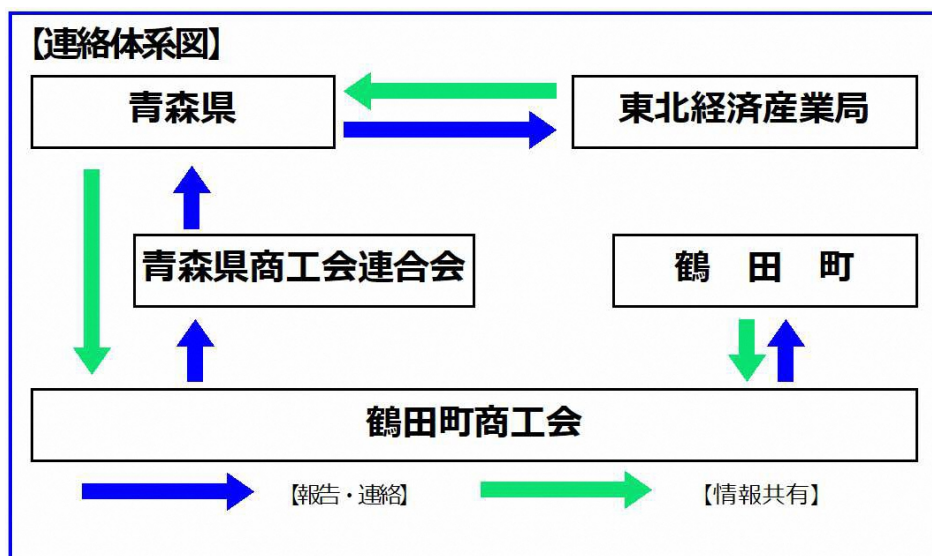 【連絡体系図】
青森県
東北経済産業局
青森県商工会連合会
鶴 田 町
鶴田町商工会
【報告・連絡】
【情報共有】